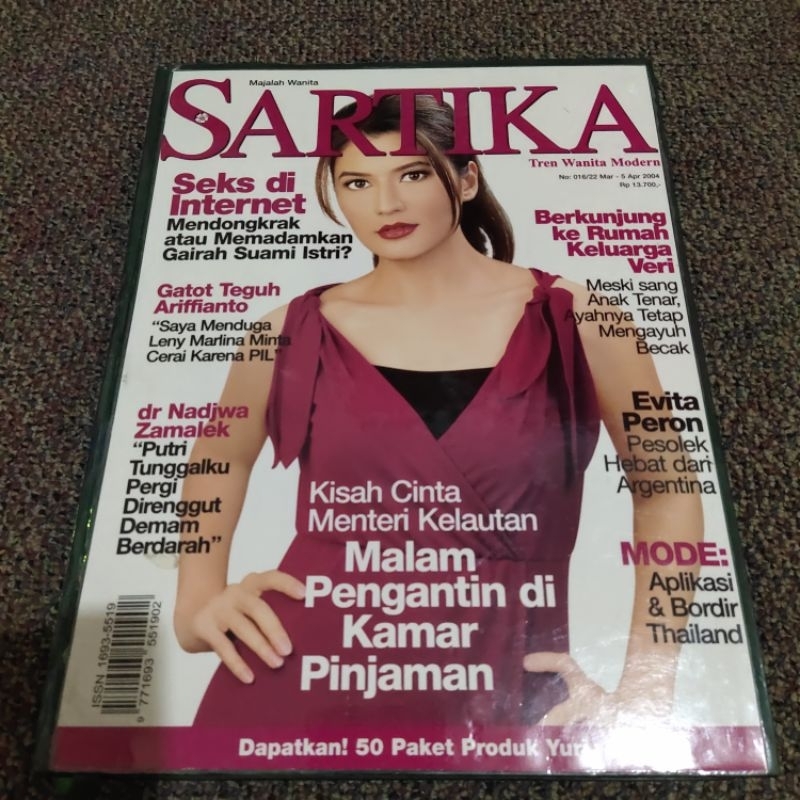 Majalah Wanita
SARTIKA
Tren Wanita Modern
No: 016/22 Mar - 5 Apr 2004
Rp 13.700,-
Seks di
Internet
Mendongkrak
atau Memadamkan
Gairah Suami Istri?
Gatot Teguh
Ariffianto
"Saya Menduga
Leny Marlina Minta
Cerai Karena PIL"
dr Nadjwa
Zamalek
"Putri
Tunggalku
Pergi
Direnggut
Demam
Berdarah"
Berkunjung
ke Rumah
Keluarga
Veri
Meski sang
Anak Tenar,
Ayahnya Tetap
Mengayuh
Becak
Evita
Peron
Pesolek
Hebat dari
Argentina
MODE:
Aplikasi
& Bordir
Thailand
Kisah Cinta
Menteri Kelautan
Malam
Pengantin di
Kamar
Pinjaman
ISSN 1693-5519
9 771693 551902
Dapatkan! 50 Paket Produk